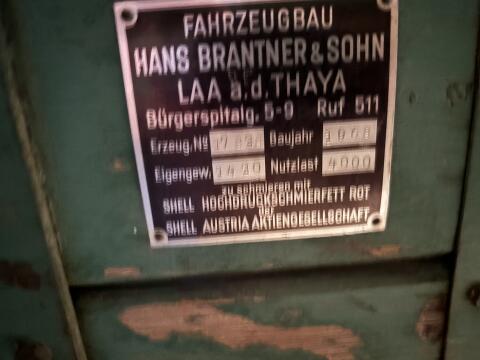 FAHRZEUGBAU
HANS BRANTNER & SOHN
LAA a.d. THAYA
Bürgerspitalg. 5-9 Ruf 511
Erzeug.No Baujahr
Eigengew. Nutzlast 4000
zu schmieren mit
SHELL HOCHDRUCKSCHMIERFETT ROT
der
SHELL AUSTRIA AKTIENGESELLSCHAFT